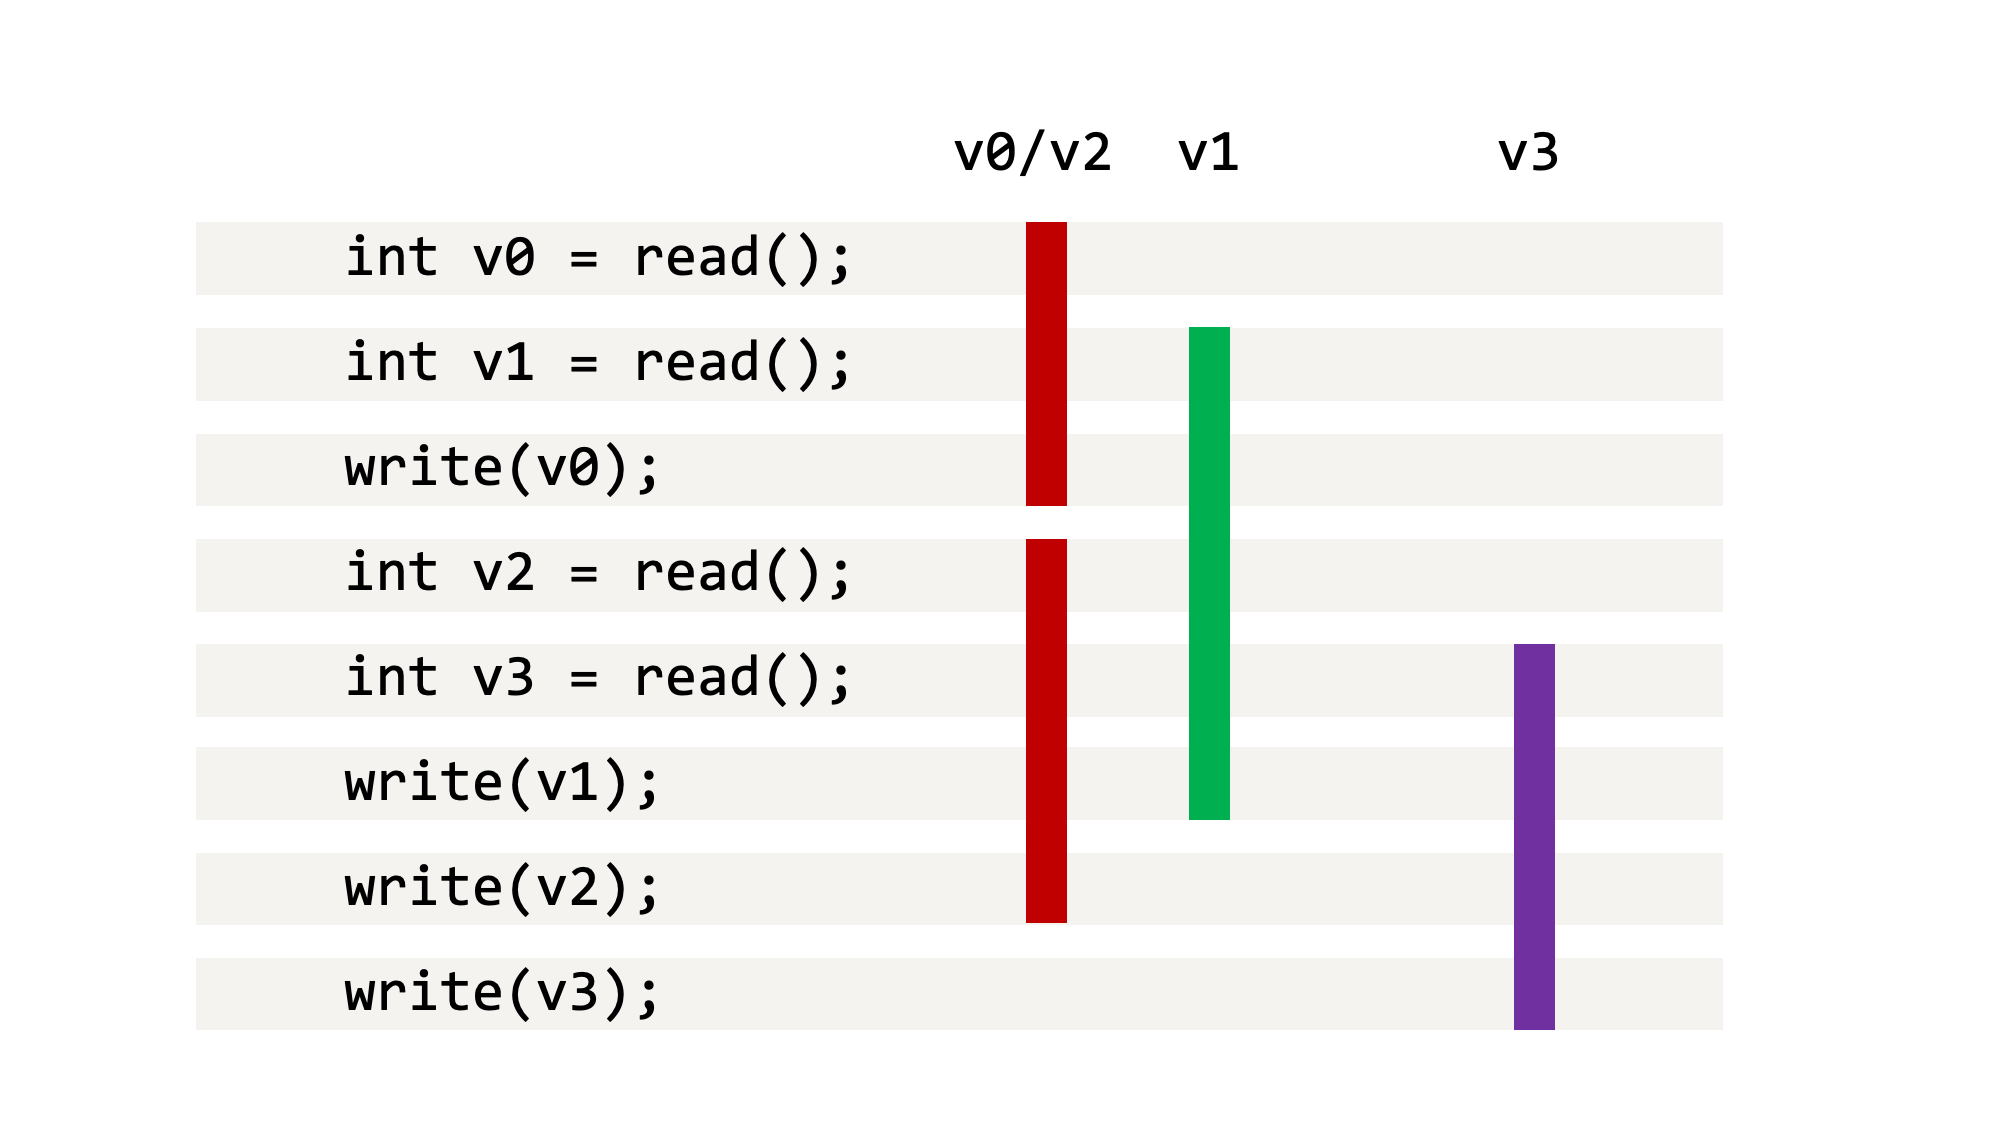 v0/v2 v1 v3
int v0 = read();
int v1 = read();
write(v0);
int v2 = read();
int v3 = read();
write(v1);
write(v2);
write(v3);